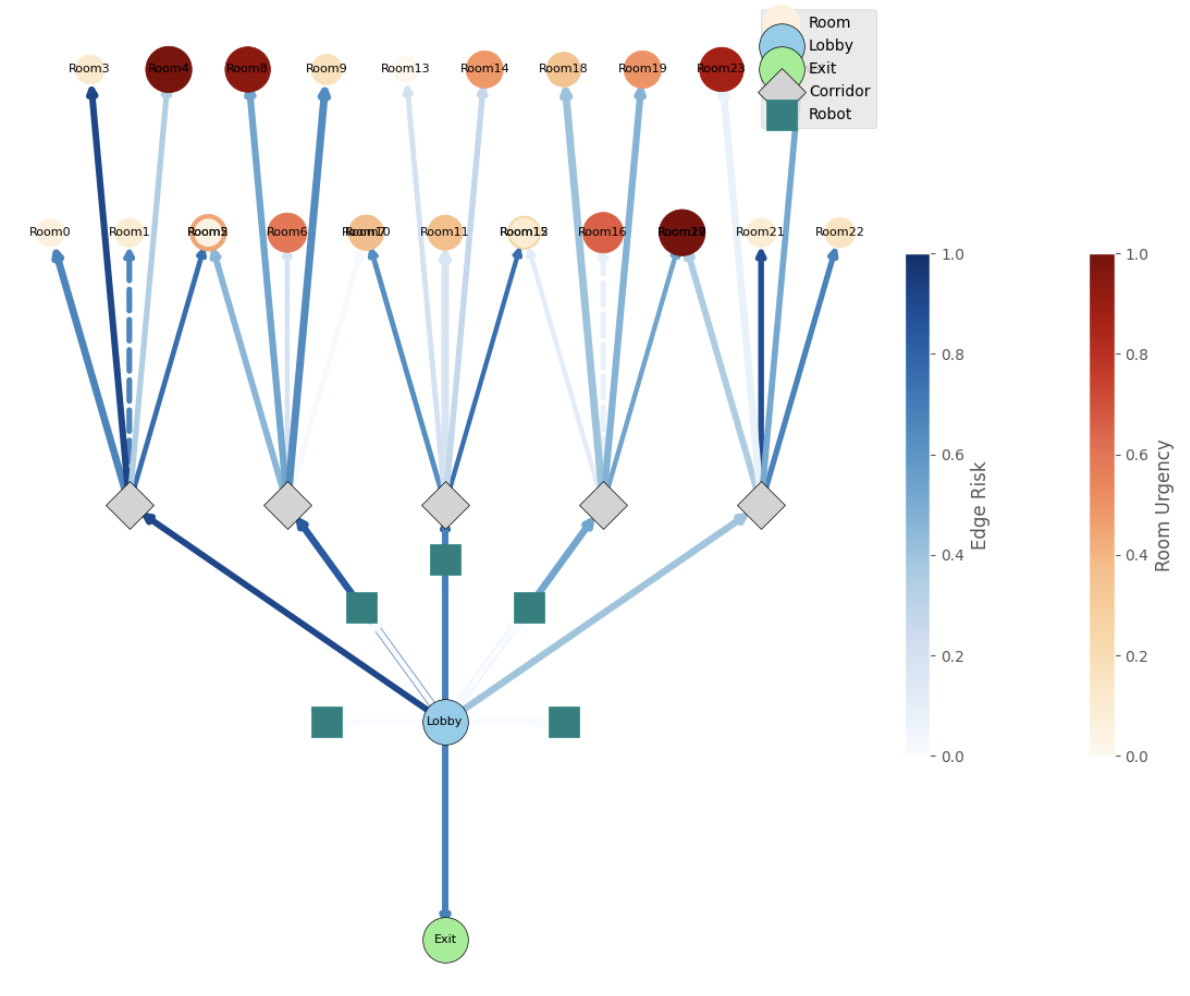 Room
Lobby
Exit
Corridor
Robot
Room3
Room4
Room8
Room9
Room13
Room14
Room18
Room19
Room23
Room0
Room1
Room6
Room11
Room16
Room21
Room22
1.0
0.8
0.6
0.4
0.2
0.0
Edge Risk
1.0
0.8
0.6
0.4
0.2
0.0
Room Urgency
Lobby
Exit